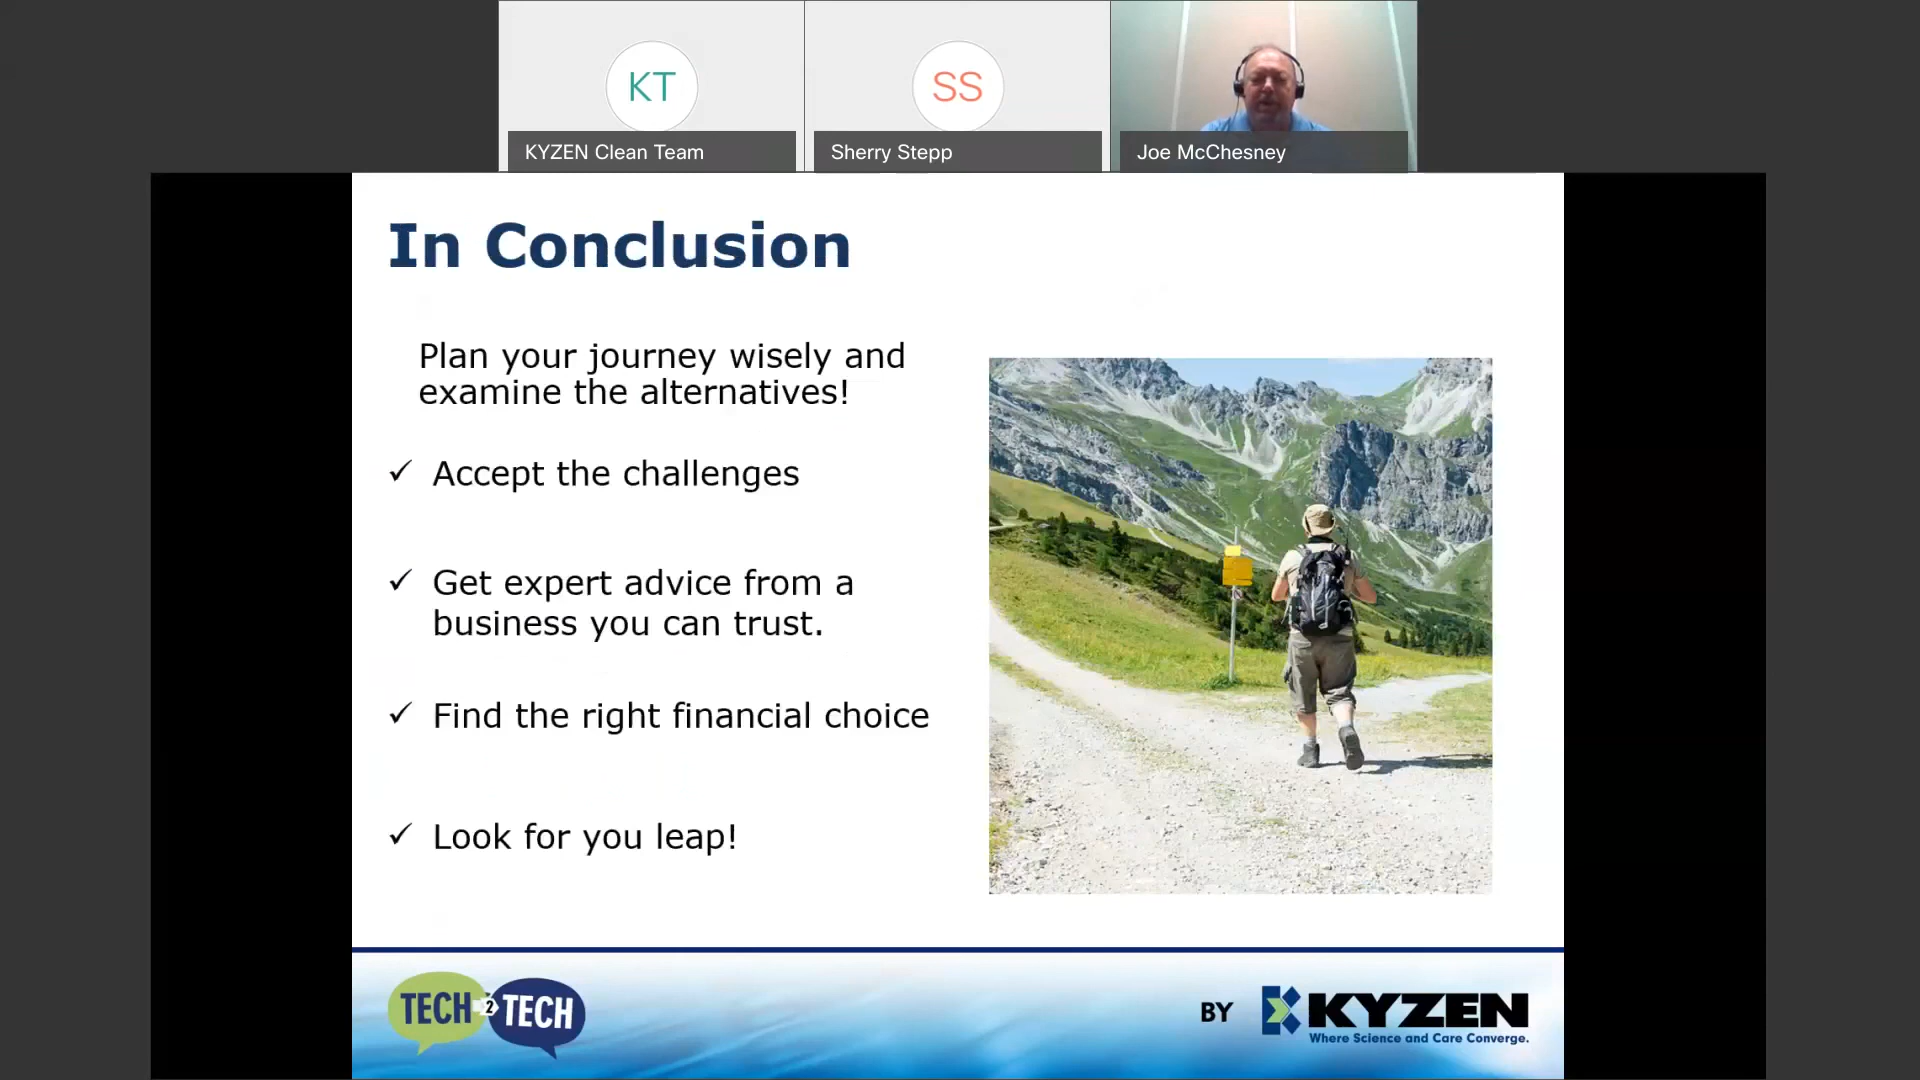 KT
SS
KYZEN Clean Team
Sherry Stepp
Joe McChesney
In Conclusion
Plan your journey wisely and
examine the alternatives!
✓ Accept the challenges
✓ Get expert advice from a
business you can trust.
✓ Find the right financial choice
✓ Look for you leap!
TECH 2 TECH
BY KYZEN
Where Science and Care Converge.